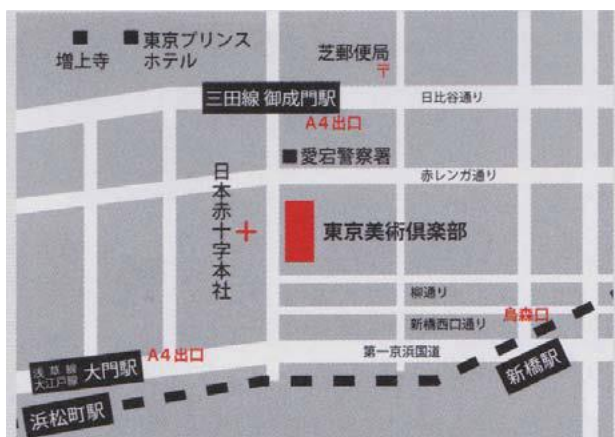 増上寺
東京プリンス
ホテル
芝郵便局
〒
三田線 御成門駅
日比谷通り
A4出口
愛宕警察署
赤レンガ通り
日本赤十字本社
東京美術倶楽部
柳通り
新橋西口通り
烏森口
第一京浜国道
A4出口
浅草線
大江戸線
大門駅
新橋駅
浜松町駅